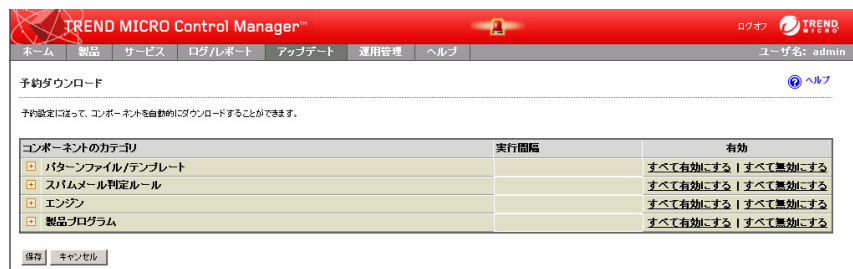 TREND MICRO Control Manager™
ログオフ
TREND MICRO
ホーム 製品 サービス ログ/レポート アップデート 運用管理 ヘルプ ユーザ名: admin
予約ダウンロード
ヘルプ
予約設定に従って、コンポーネントを自動的にダウンロードすることができます。
コンポーネントのカテゴリ 実行間隔 有効
パターンファイル/テンプレート すべて有効にする | すべて無効にする
スパムメール判定ルール すべて有効にする | すべて無効にする
エンジン すべて有効にする | すべて無効にする
製品プログラム すべて有効にする | すべて無効にする
保存 キャンセル